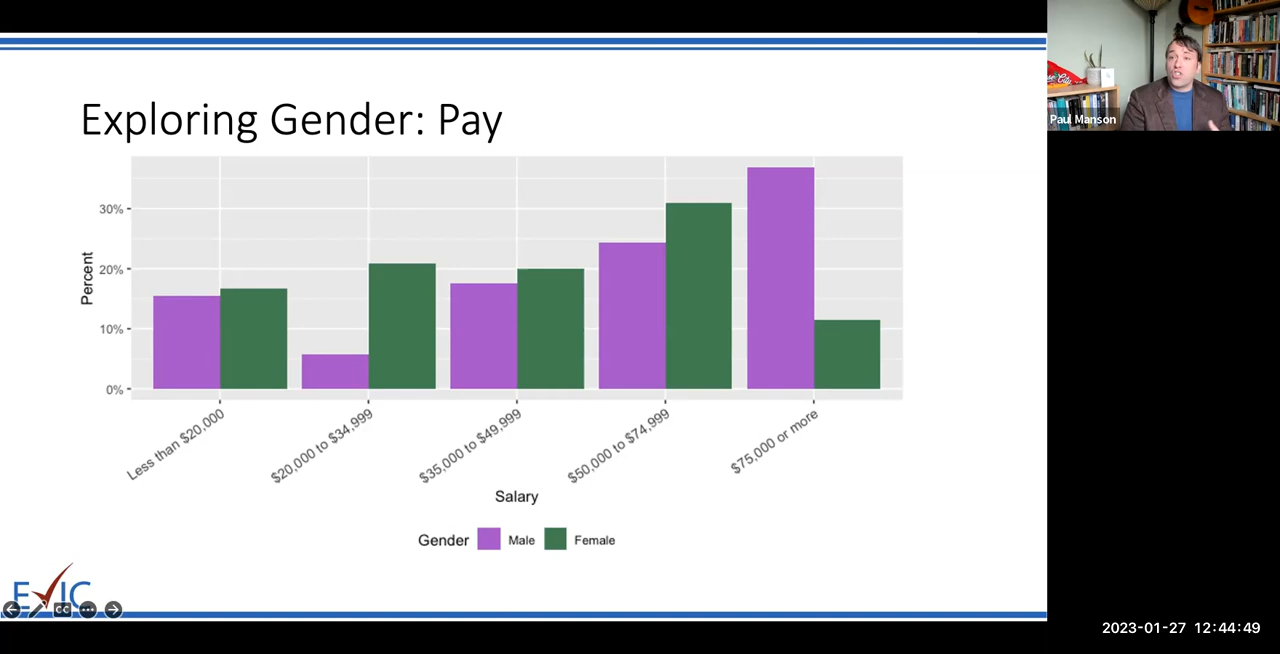 Exploring Gender: Pay
Paul Manson
Percent
30%
20%
10%
0%
Less than $20,000
$20,000 to $34,999
$35,000 to $49,999
$50,000 to $74,999
$75,000 or more
Salary
Gender Male Female
EVIC
CC
2023-01-27 12:44:49